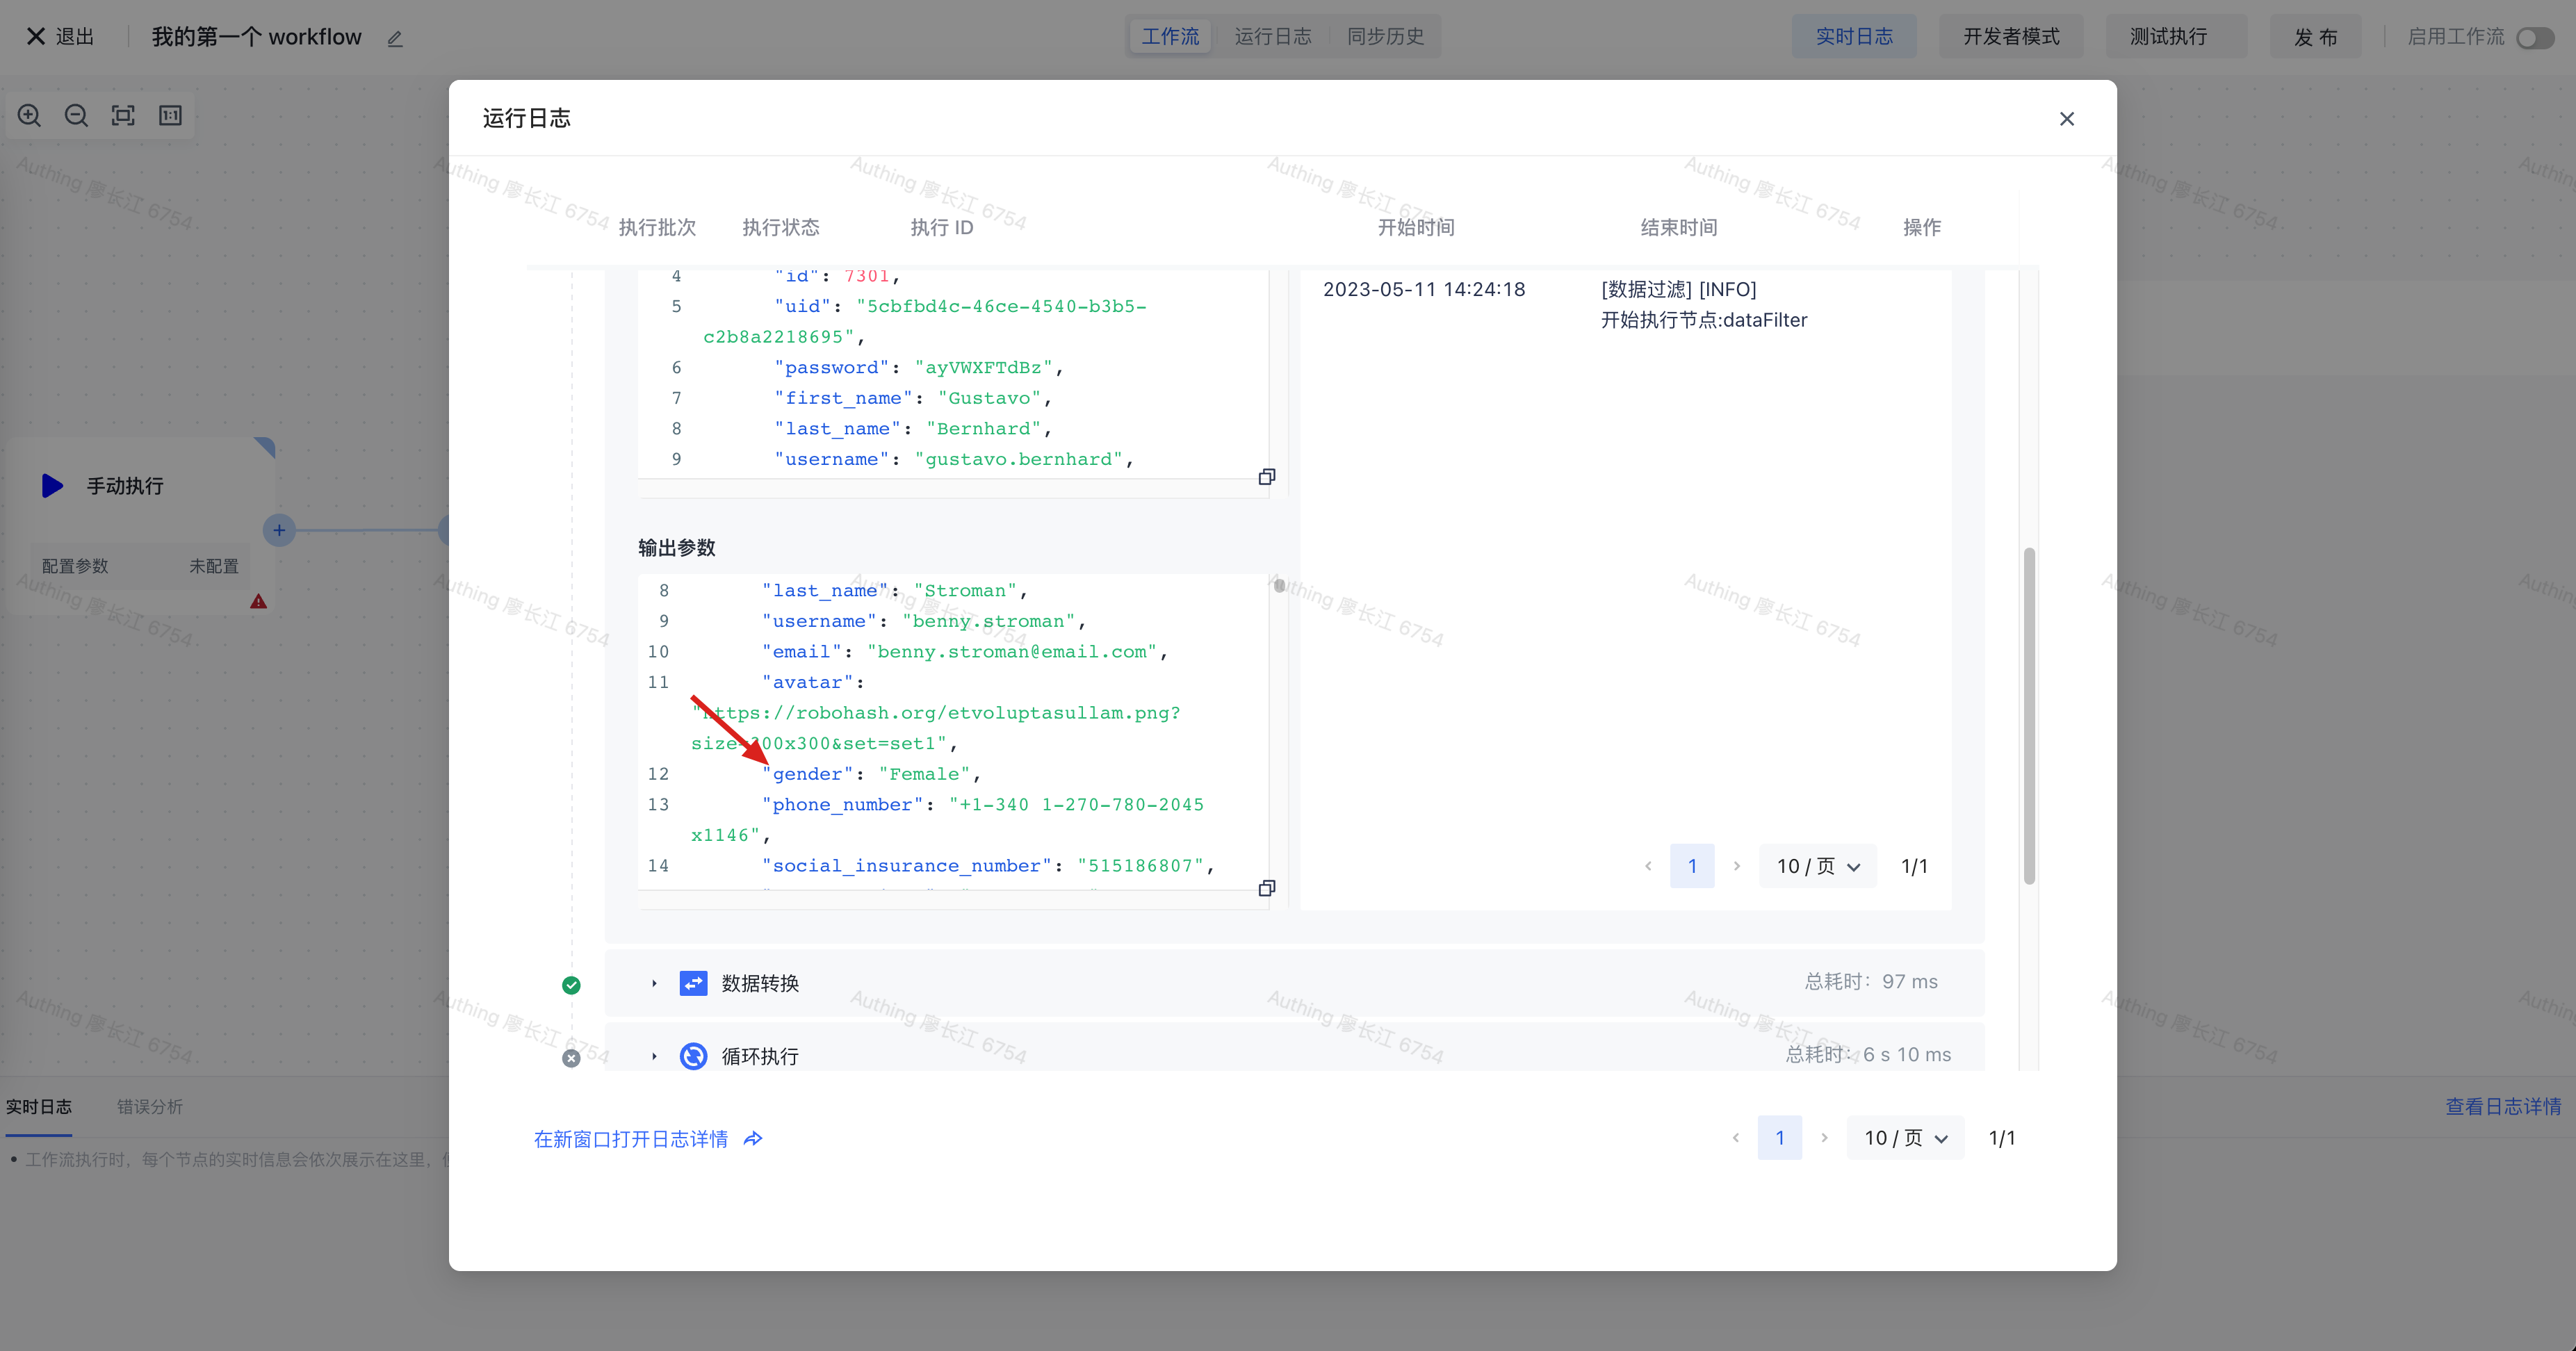 退出
我的第一个 workflow
工作流
运行日志
同步历史
实时日志
开发者模式
测试执行
发 布
启用工作流
1:1
手动执行
配置参数
未配置
运行日志
执行批次
执行状态
执行 ID
开始时间
结束时间
操作
4 "id": 7301,
5 "uid": "5cbfbd4c-46ce-4540-b3b5-
c2b8a2218695",
6 "password": "ayVWXFTdBz",
7 "first_name": "Gustavo",
8 "last_name": "Bernhard",
9 "username": "gustavo.bernhard",
2023-05-11 14:24:18
[数据过滤] [INFO]
开始执行节点:dataFilter
输出参数
8 "last_name": "Stroman",
9 "username": "benny.stroman",
10 "email": "benny.stroman@email.com",
11 "avatar":
"https://robohash.org/etvoluptasullam.png?
size=300x300&set=set1",
12 "gender": "Female",
13 "phone_number": "+1-340 1-270-780-2045
x1146",
14 "social_insurance_number": "515186807",
1
10 / 页
1/1
数据转换
总耗时：97 ms
循环执行
总耗时：6 s 10 ms
在新窗口打开日志详情
1
10 / 页
1/1
实时日志
错误分析
查看日志详情
工作流执行时，每个节点的实时信息会依次展示在这里，
Authing 廖长江 6754